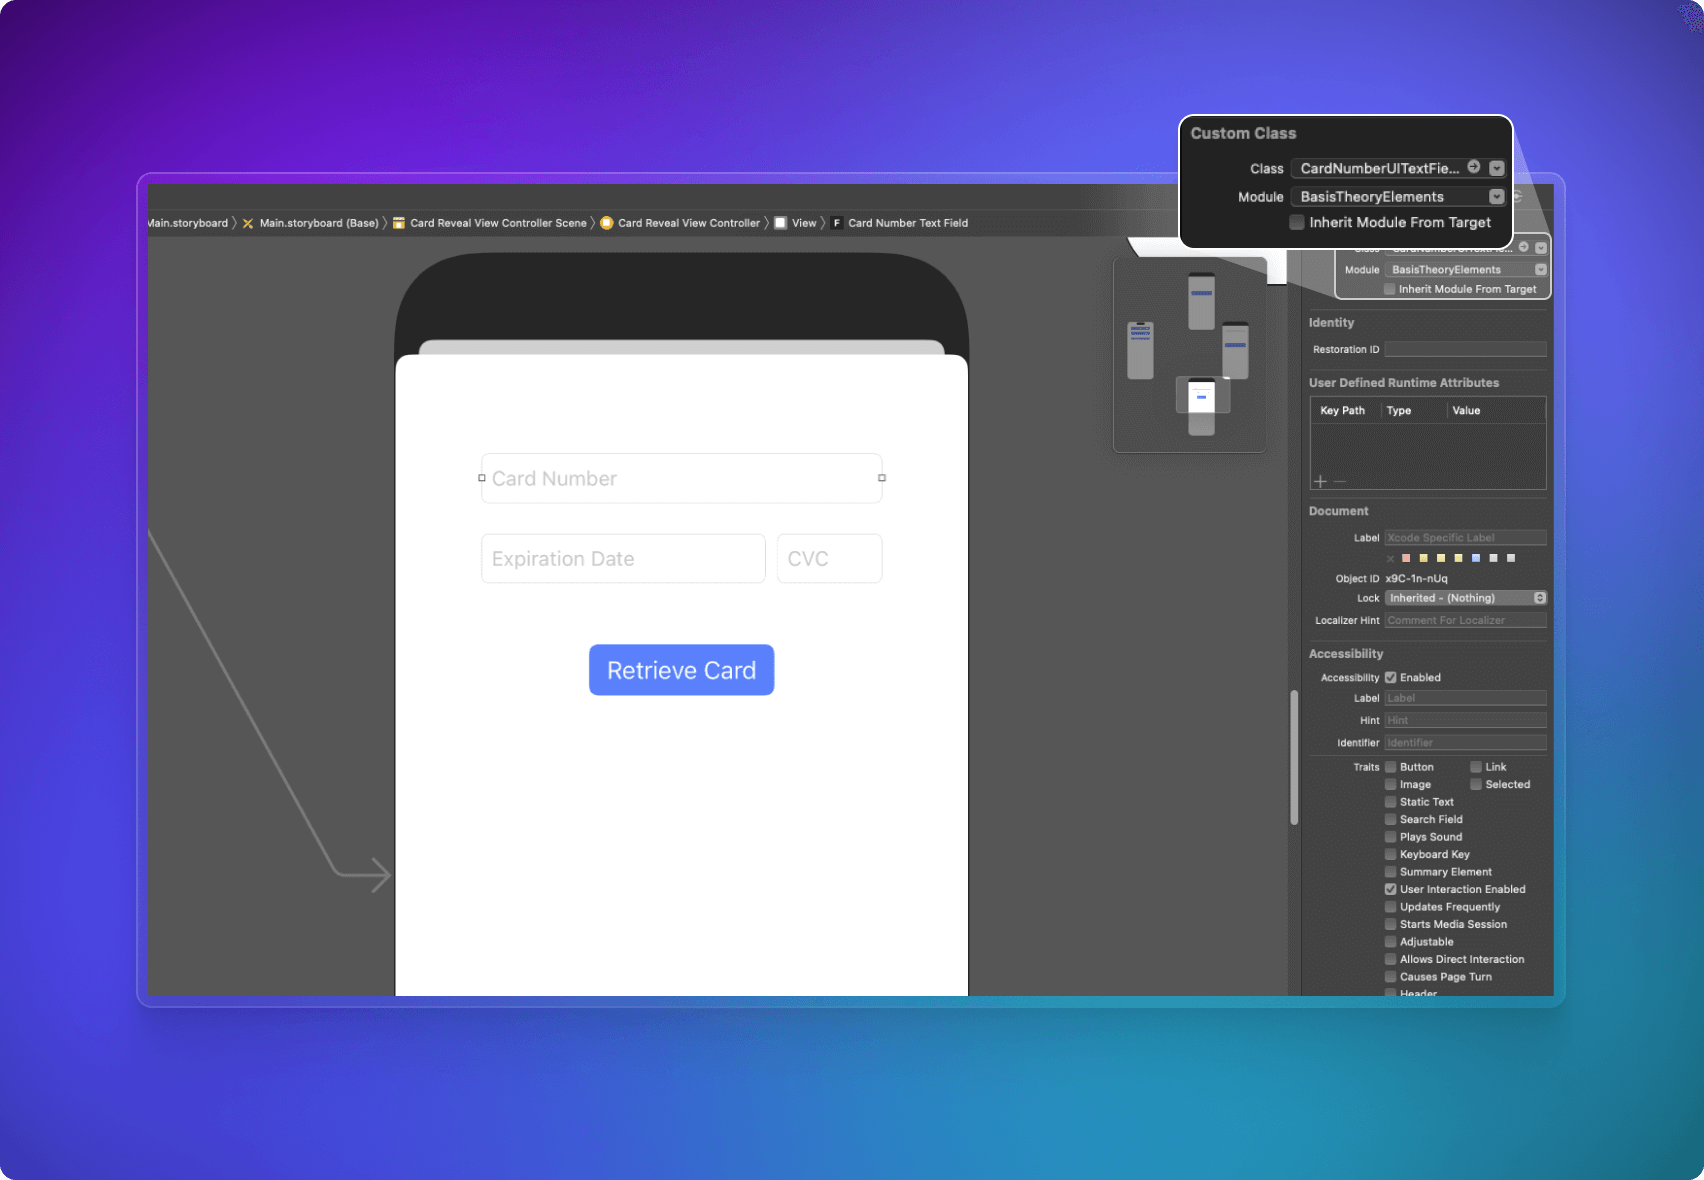 Custom Class
Class CardNumberUITextFie...
Module BasisTheoryElements
Inherit Module From Target
Main.storyboard Main.storyboard (Base) Card Reveal View Controller Scene Card Reveal View Controller View F Card Number Text Field
Module BasisTheoryElements
Inherit Module From Target
Identity
Restoration ID
User Defined Runtime Attributes
Key Path Type Value
Card Number
Expiration Date CVC
Retrieve Card
Document
Label Xcode Specific Label
Object ID x9C-1n-nUq
Lock Inherited - (Nothing)
Localizer Hint Comment For Localizer
Accessibility
Accessibility Enabled
Label Label
Hint Hint
Identifier Identifier
Traits Button Link
Image Selected
Static Text
Search Field
Plays Sound
Keyboard Key
Summary Element
User Interaction Enabled
Updates Frequently
Starts Media Session
Adjustable
Allows Direct Interaction
Causes Page Turn
Header